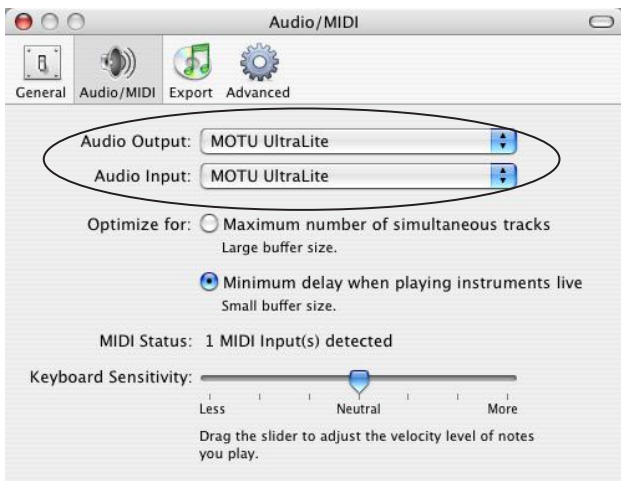 Audio/MIDI
General Audio/MIDI Export Advanced
Audio Output: MOTU UltraLite
Audio Input: MOTU UltraLite
Optimize for: Maximum number of simultaneous tracks
Large buffer size.
Minimum delay when playing instruments live
Small buffer size.
MIDI Status: 1 MIDI Input(s) detected
Keyboard Sensitivity:
Less Neutral More
Drag the slider to adjust the velocity level of notes
you play.